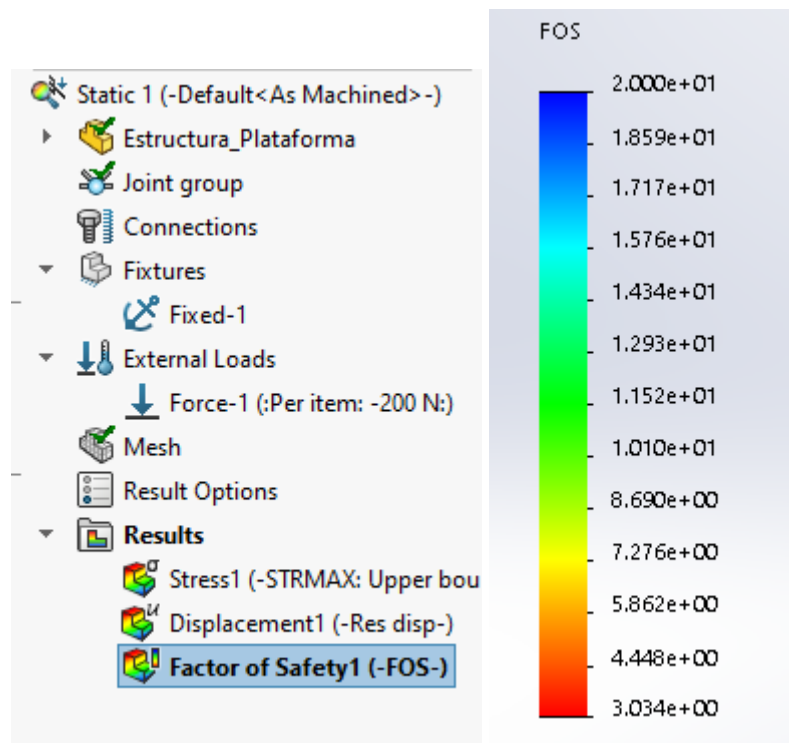 Static 1 (-Default<As Machined>-)
Estructura_Plataforma
Joint group
Connections
Fixtures
Fixed-1
External Loads
Force-1 (:Per item: -200 N:)
Mesh
Result Options
Results
Stress1 (-STRMAX: Upper bou
Displacement1 (-Res disp-)
Factor of Safety1 (-FOS-)
FOS
2.000e+01
1.859e+01
1.717e+01
1.576e+01
1.434e+01
1.293e+01
1.152e+01
1.010e+01
8.690e+00
7.276e+00
5.862e+00
4.448e+00
3.034e+00